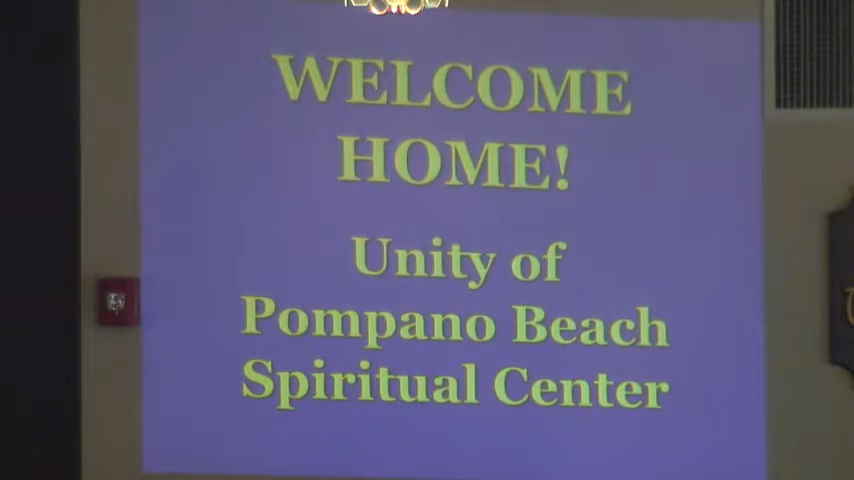 WELCOME
HOME!
Unity of
Pompano Beach
Spiritual Center